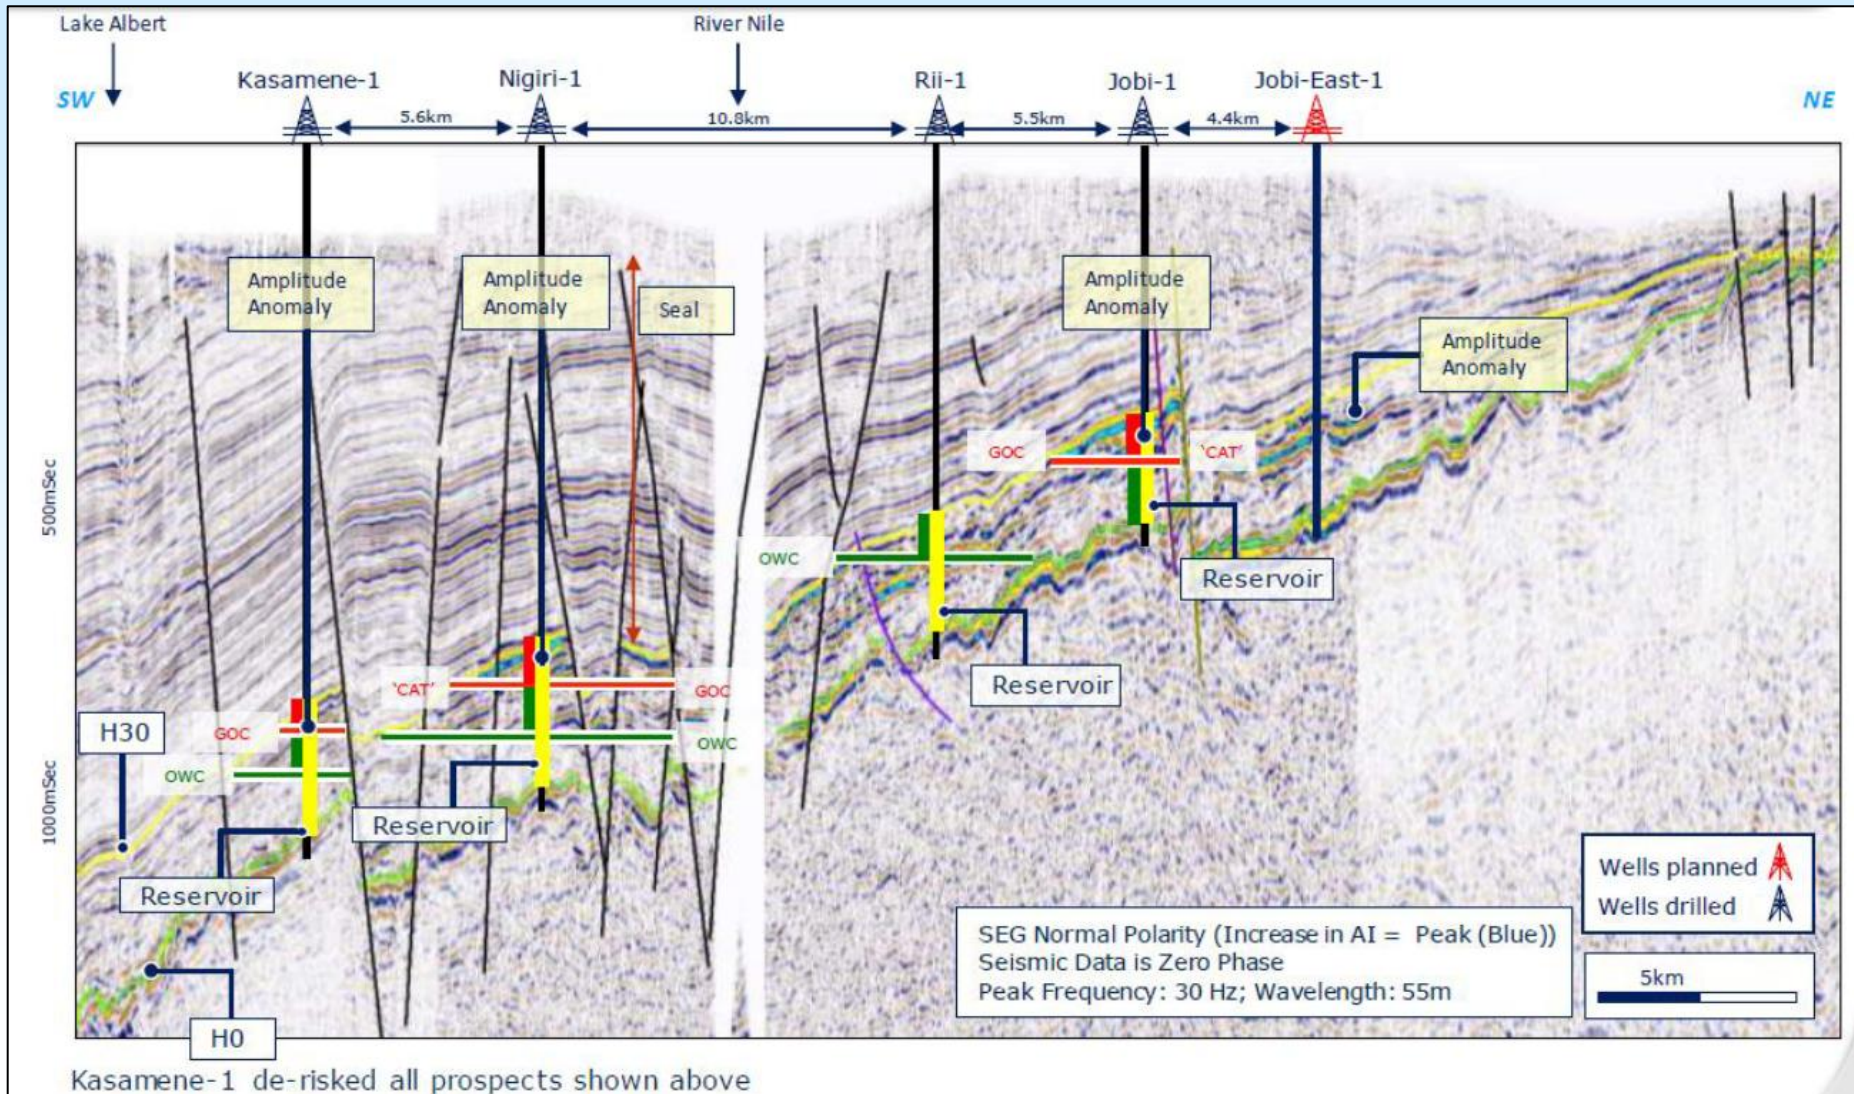 Lake Albert
River Nile
SW
Kasamene-1
Nigiri-1
Rii-1
Jobi-1
Jobi-East-1
NE
5.6km
10.8km
5.5km
4.4km
Amplitude
Anomaly
Amplitude
Anomaly
Seal
Amplitude
Anomaly
Amplitude
Anomaly
500mSec
GOC
'CAT'
OWC
Reservoir
Reservoir
'CAT'
GOC
H30
GOC
OWC
OWC
1000mSec
Reservoir
Reservoir
H0
Wells planned
Wells drilled
SEG Normal Polarity (Increase in AI = Peak (Blue))
Seismic Data is Zero Phase
Peak Frequency: 30 Hz; Wavelength: 55m
5km
Kasamene-1 de-risked all prospects shown above